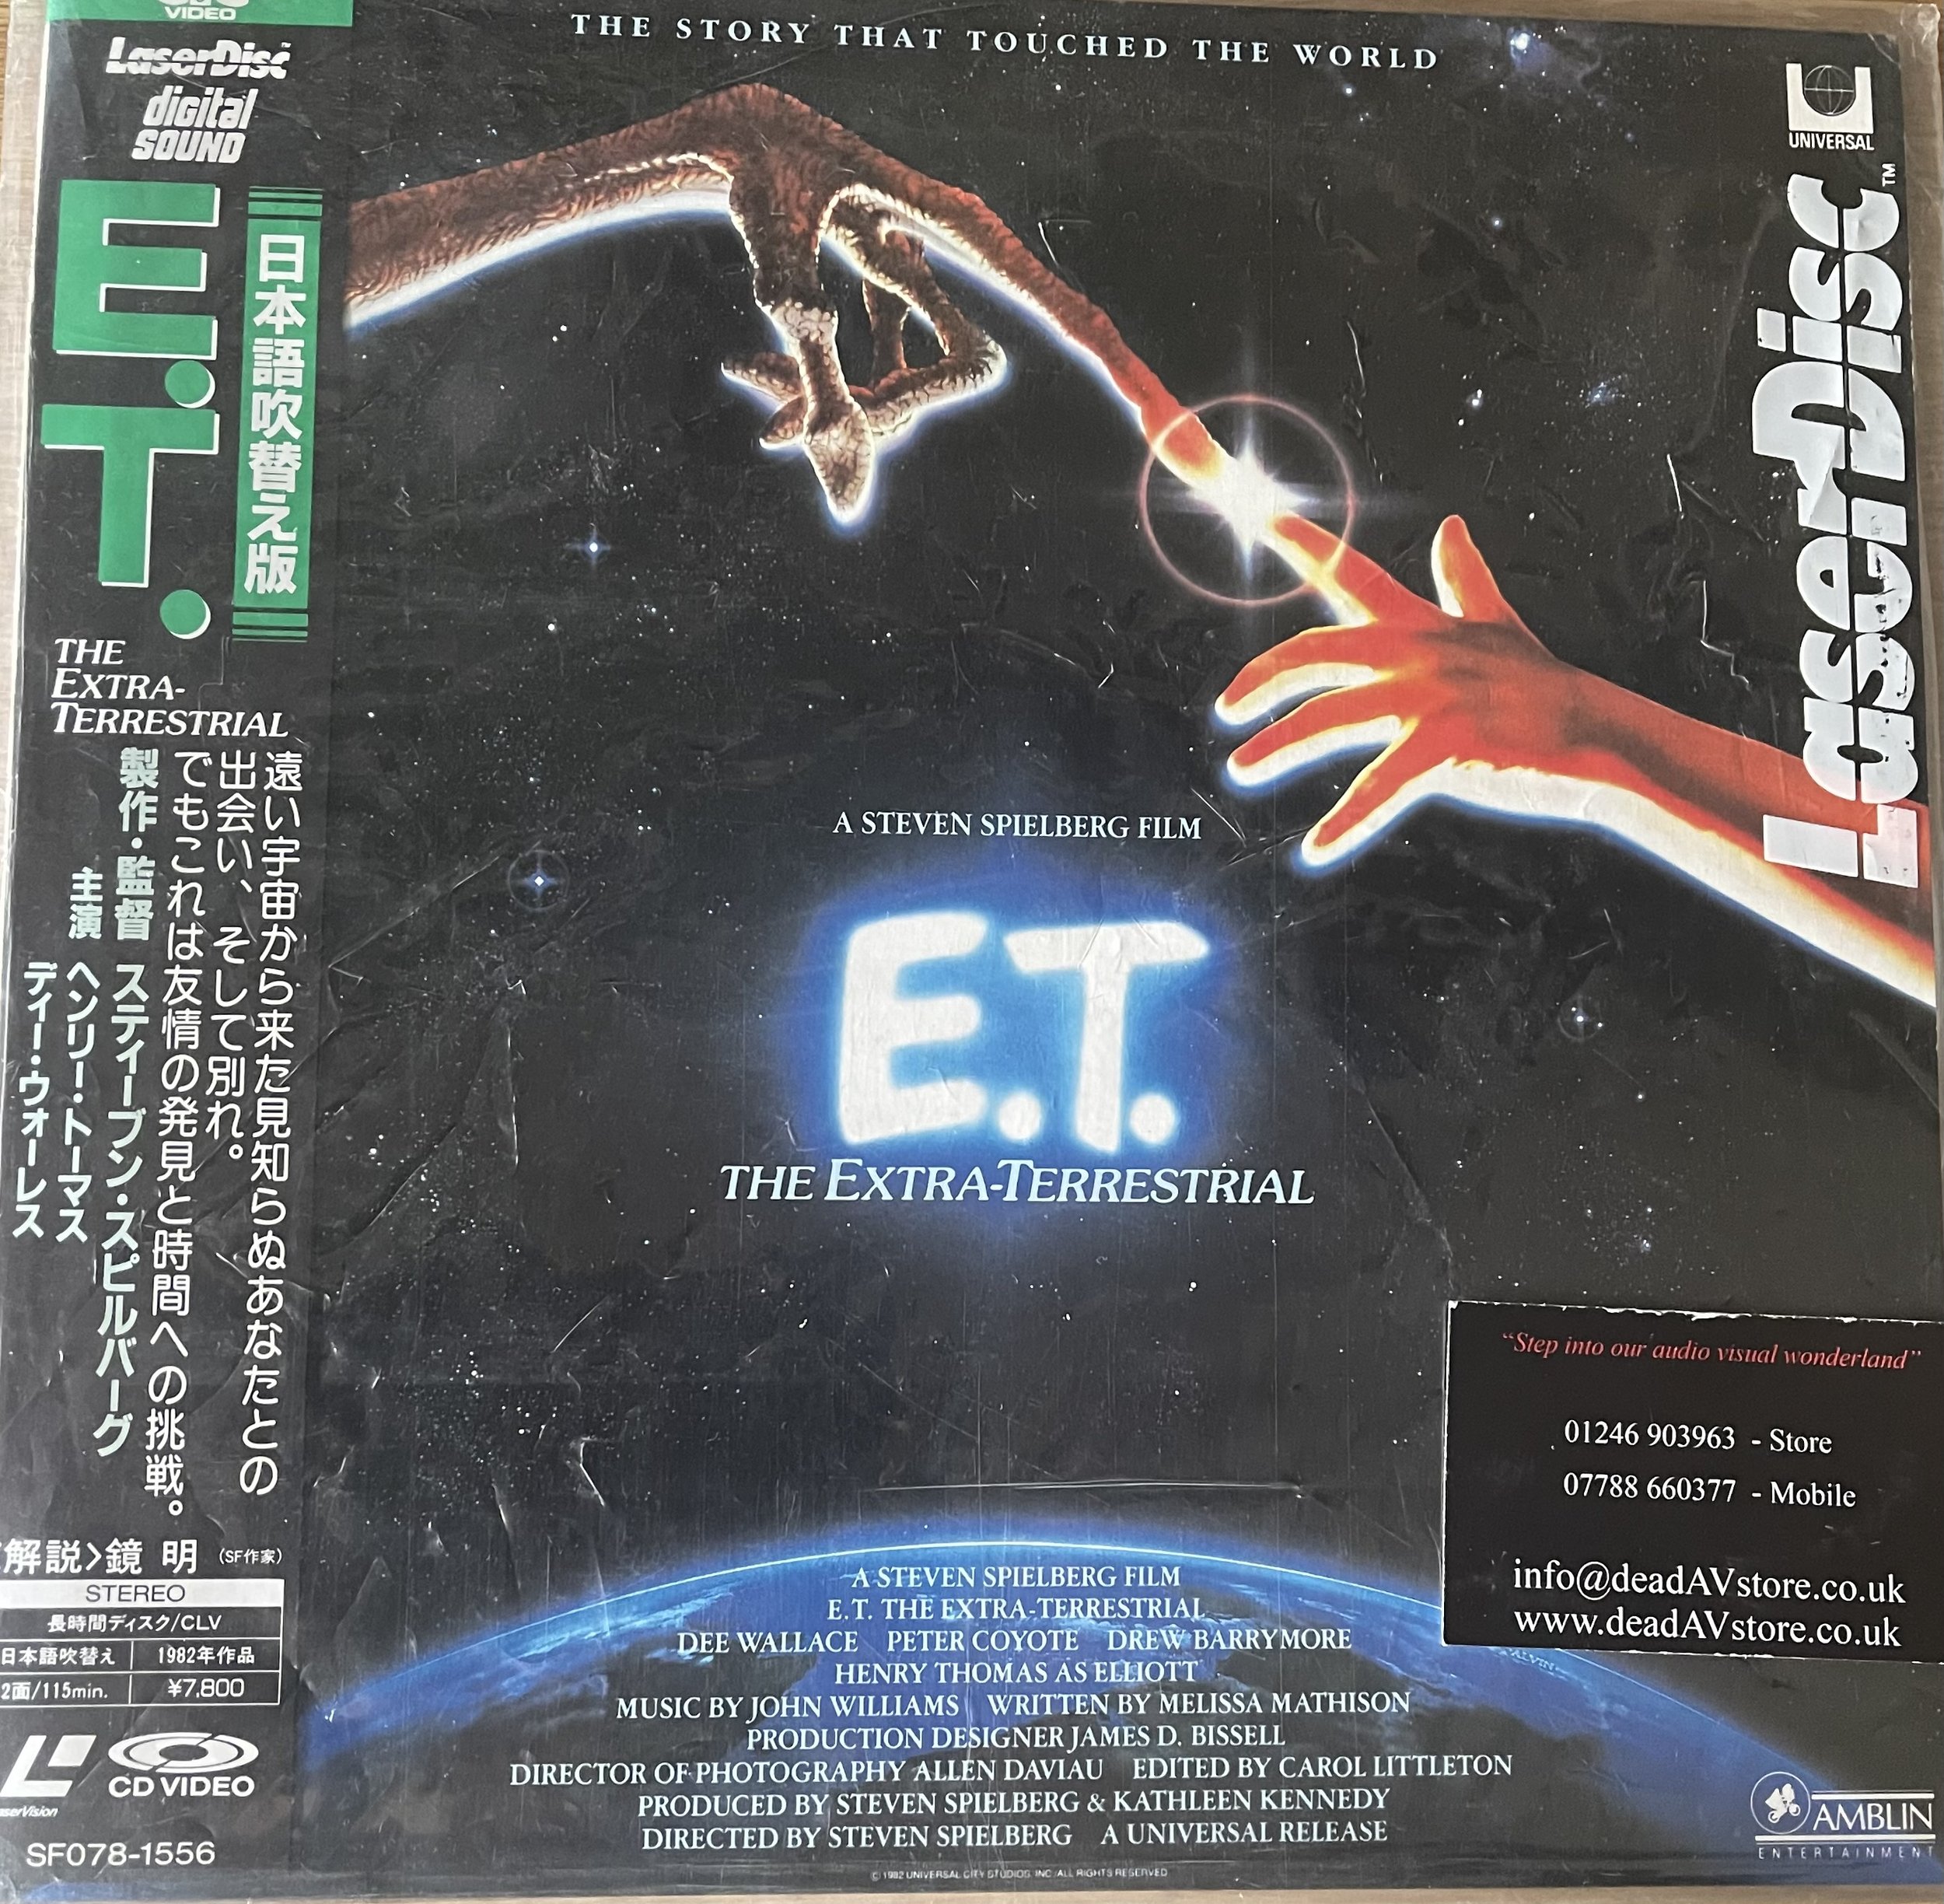 VIDEO
LaserDisc
digital
SOUND
E.T.
日本語吹替え版
THE
EXTRA-
TERRESTRIAL
遠い宇宙から来た見知らぬあなたとの
出会い、そして別れ。
でもこれは友情の発見と時間への挑戦。
製作・監督 スティーブン・スピルバーグ
主演 ヘンリー・トーマス
ディー・ウォーレス
解説>鏡 明 (SF作家)
STEREO
長時間ディスク/CLV
日本語吹替え 1982年作品
2面/115min. ¥7,800
CD VIDEO
SF078-1556
THE STORY THAT TOUCHED THE WORLD
UNIVERSAL
LaserDisc™
A STEVEN SPIELBERG FILM
E.T.
THE EXTRA-TERRESTRIAL
"Step into our audio visual wonderland"
01246 903963 - Store
07788 660377 - Mobile
info@deadAVstore.co.uk
www.deadAVstore.co.uk
A STEVEN SPIELBERG FILM
E.T. THE EXTRA-TERRESTRIAL
DEE WALLACE PETER COYOTE DREW BARRYMORE
HENRY THOMAS AS ELLIOTT
MUSIC BY JOHN WILLIAMS WRITTEN BY MELISSA MATHISON
PRODUCTION DESIGNER JAMES D. BISSELL
DIRECTOR OF PHOTOGRAPHY ALLEN DAVIAU EDITED BY CAROL LITTLETON
PRODUCED BY STEVEN SPIELBERG & KATHLEEN KENNEDY
DIRECTED BY STEVEN SPIELBERG A UNIVERSAL RELEASE
© 1982 UNIVERSAL CITY STUDIOS, INC. ALL RIGHTS RESERVED
AMBLIN
ENTERTAINMENT